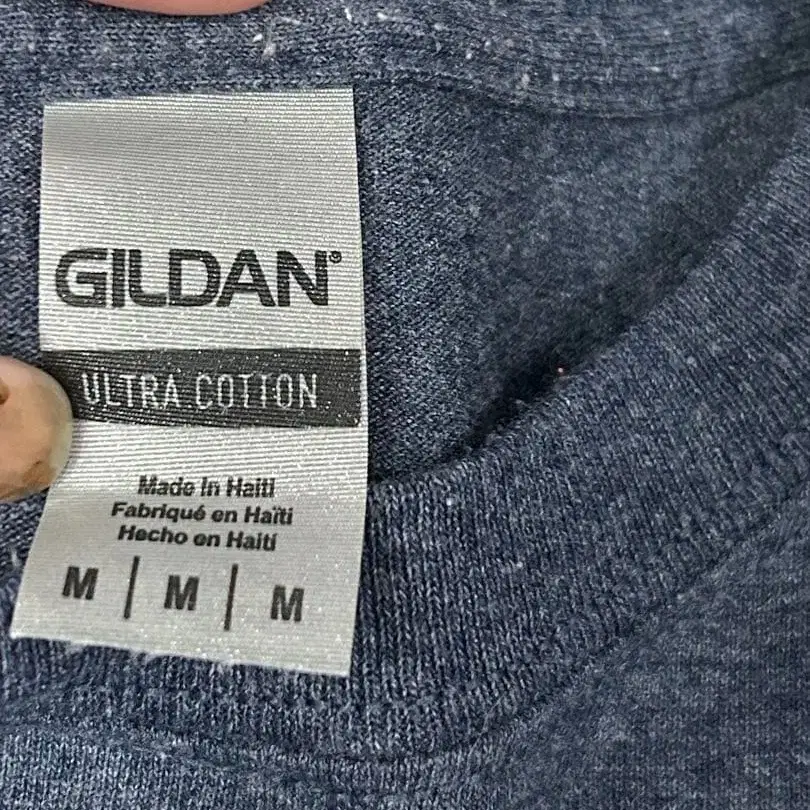 GILDAN®
ULTRA COTTON
Made in Haiti
Fabriqué en Haïti
Hecho en Haiti
M | M | M